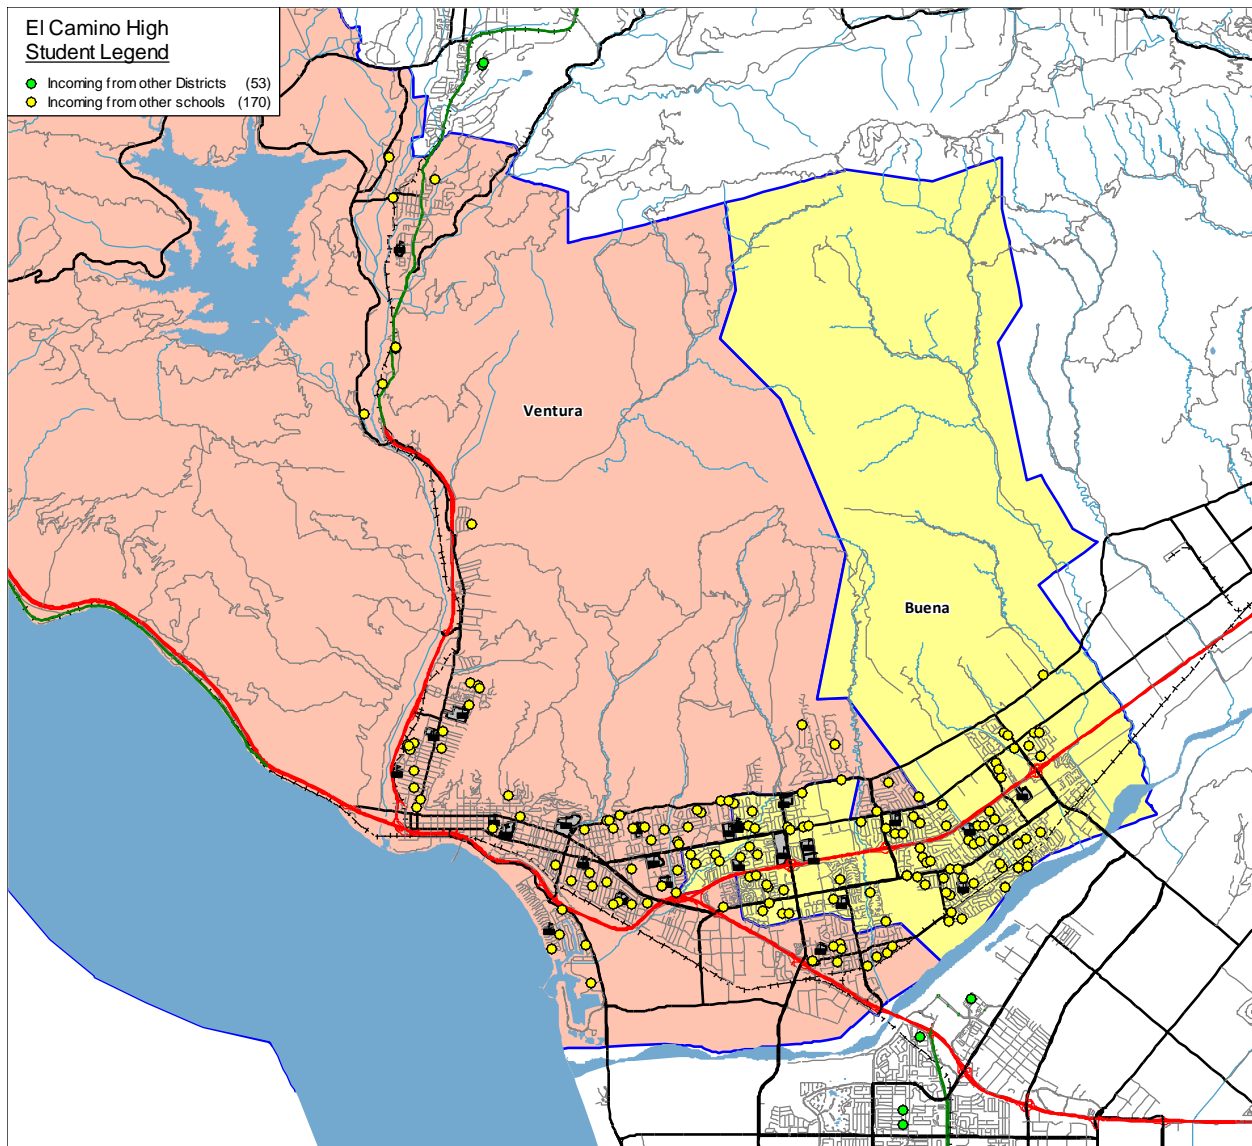 El Camino High
Student Legend
Incoming from other Districts (53)
Incoming from other schools (170)
Ventura
Buena